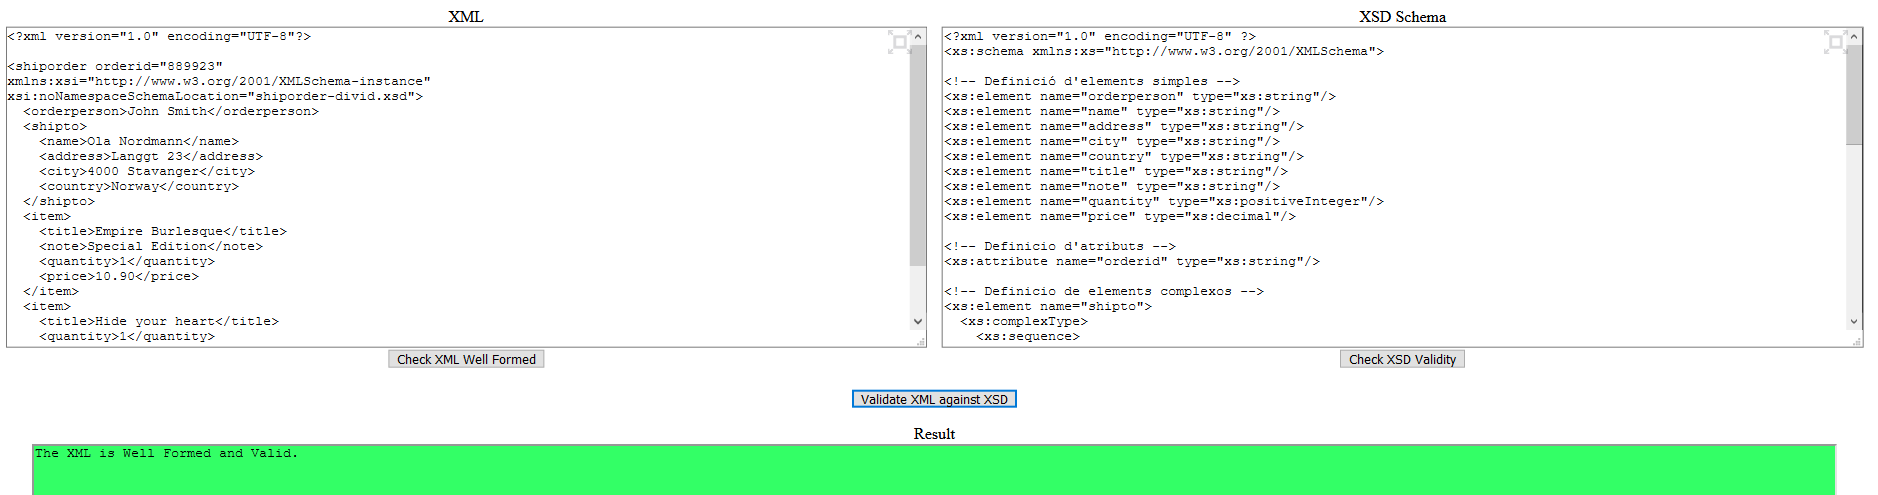 XML
<?xml version="1.0" encoding="UTF-8"?>
<shiporder orderid="889923"
xmlns:xsi="http://www.w3.org/2001/XMLSchema-instance"
xsi:noNamespaceSchemaLocation="shiporder-divid.xsd">
<orderperson>John Smith</orderperson>
<shipto>
<name>Ola Nordmann</name>
<address>Langgt 23</address>
<city>4000 Stavanger</city>
<country>Norway</country>
</shipto>
<item>
<title>Empire Burlesque</title>
<note>Special Edition</note>
<quantity>1</quantity>
<price>10.90</price>
</item>
<item>
<title>Hide your heart</title>
<quantity>1</quantity>
Check XML Well Formed
XSD Schema
<?xml version="1.0" encoding="UTF-8" ?>
<xs:schema xmlns:xs="http://www.w3.org/2001/XMLSchema">
<!-- Definició d'elements simples -->
<xs:element name="orderperson" type="xs:string"/>
<xs:element name="name" type="xs:string"/>
<xs:element name="address" type="xs:string"/>
<xs:element name="city" type="xs:string"/>
<xs:element name="country" type="xs:string"/>
<xs:element name="title" type="xs:string"/>
<xs:element name="note" type="xs:string"/>
<xs:element name="quantity" type="xs:positiveInteger"/>
<xs:element name="price" type="xs:decimal"/>
<!-- Definicio d'atributs -->
<xs:attribute name="orderid" type="xs:string"/>
<!-- Definicio de elements complexos -->
<xs:element name="shipto">
<xs:complexType>
<xs:sequence>
Check XSD Validity
Validate XML against XSD
Result
The XML is Well Formed and Valid.